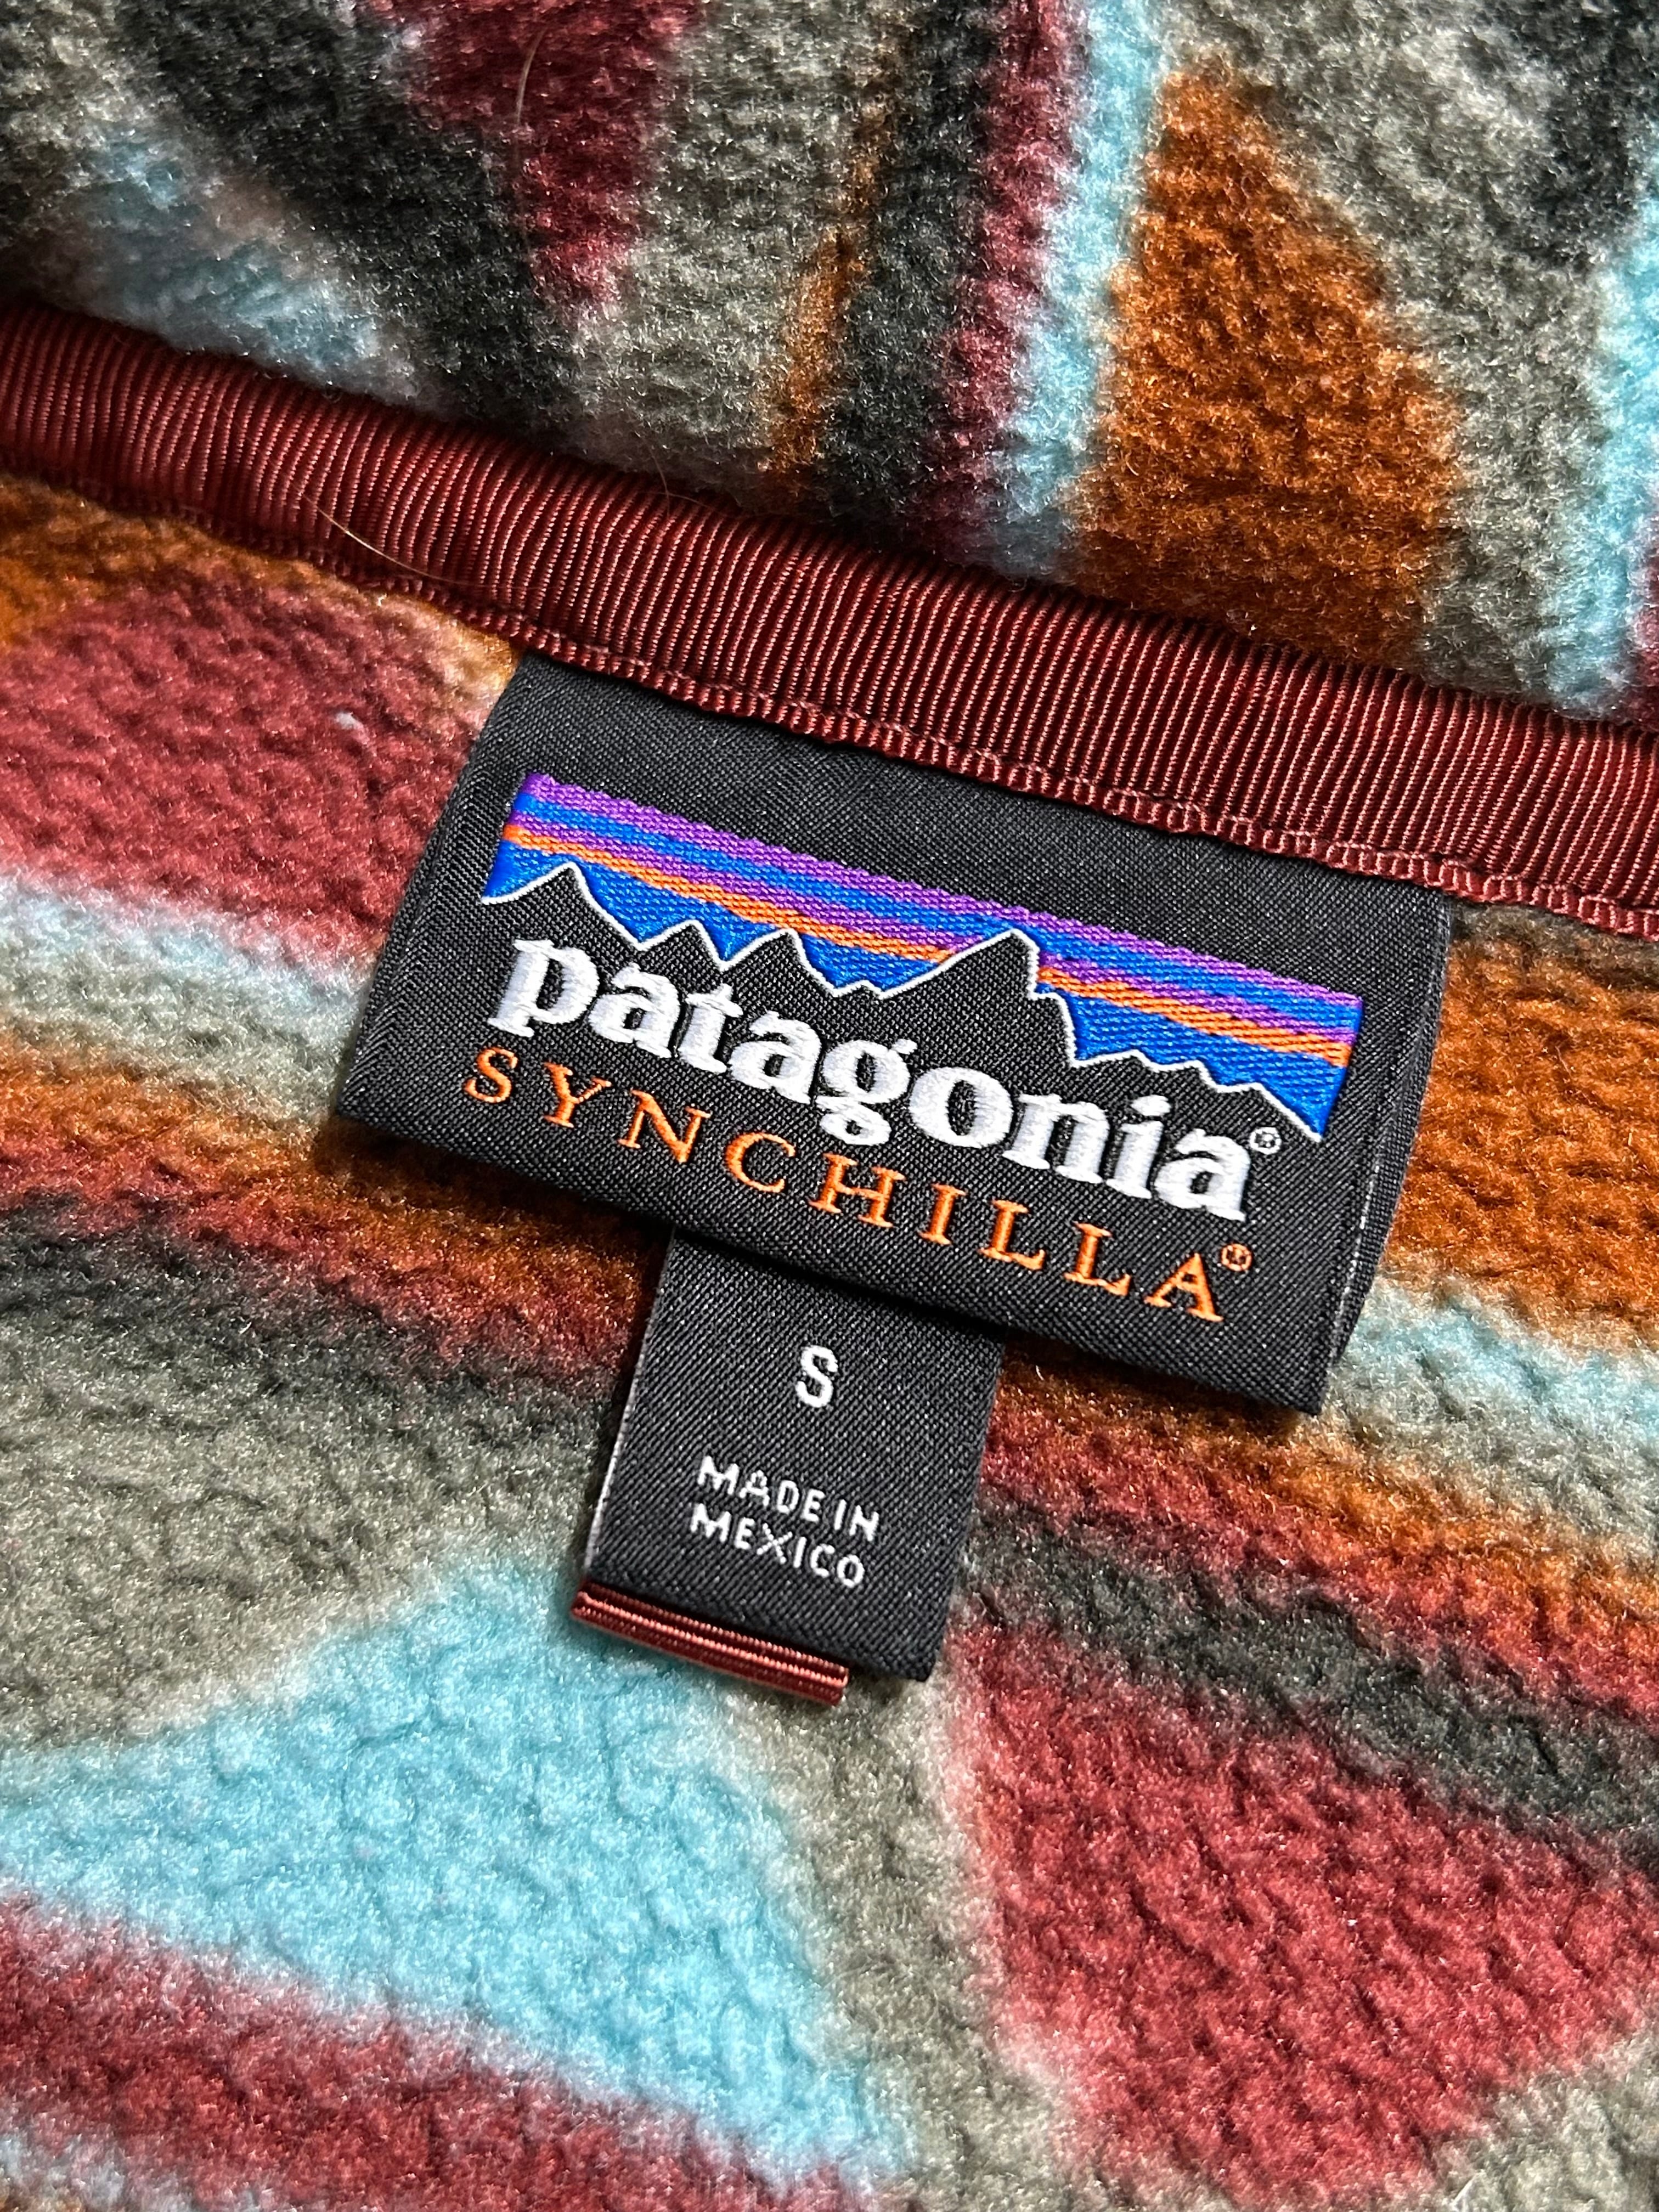 patagonia®
SYNCHILLA®
S
MADE IN
MEXICO